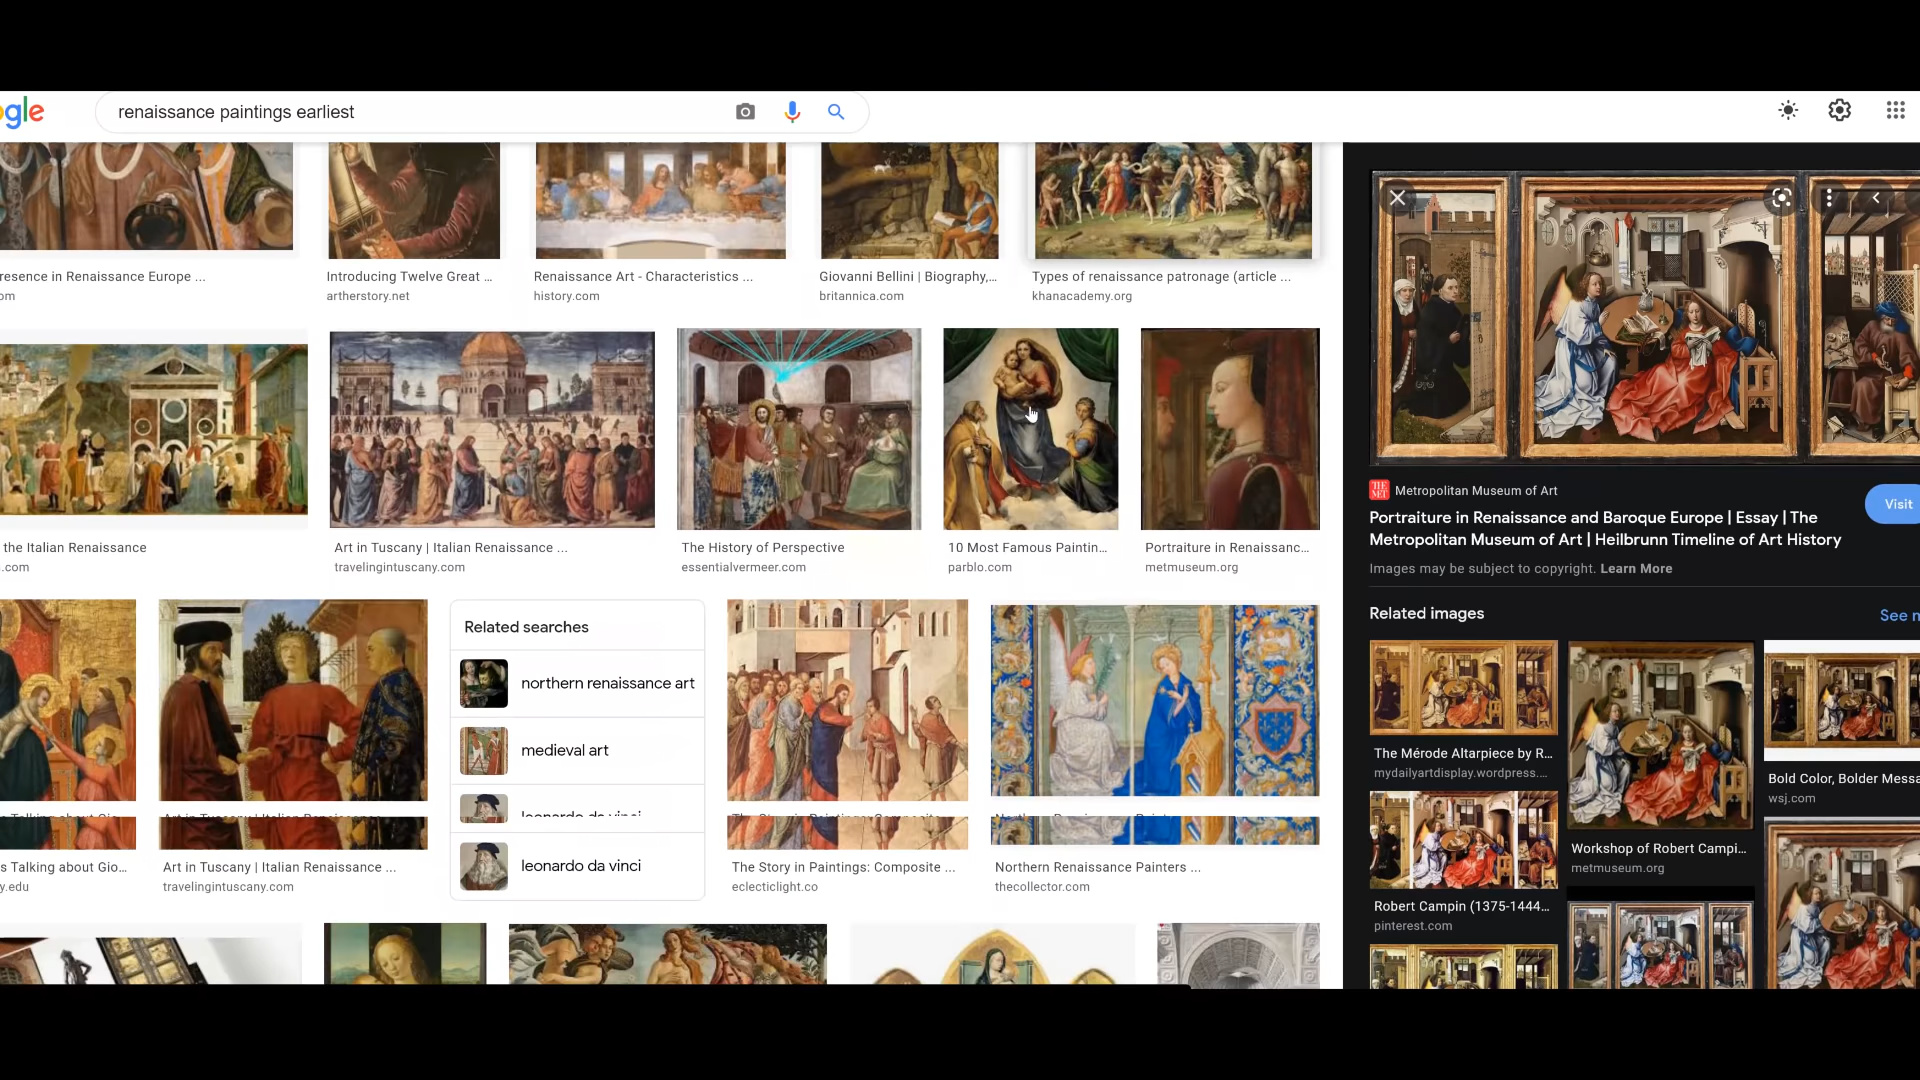 ogle
renaissance paintings earliest
resence in Renaissance Europe ...
om
Introducing Twelve Great ...
artherstory.net
Renaissance Art - Characteristics ...
history.com
Giovanni Bellini | Biography,...
britannica.com
Types of renaissance patronage (article ...
khanacademy.org
the Italian Renaissance
.com
Art in Tuscany | Italian Renaissance ...
travelingintuscany.com
The History of Perspective
essentialvermeer.com
10 Most Famous Paintin...
parblo.com
Portraiture in Renaissanc...
metmuseum.org
Related searches
northern renaissance art
medieval art
leonardo da vinci
leonardo da vinci
s Talking about Gio...
y.edu
Art in Tuscany | Italian Renaissance ...
travelingintuscany.com
The Story in Paintings: Composite ...
eclecticlight.co
Northern Renaissance Painters ...
thecollector.com
THE MET
Metropolitan Museum of Art
Visit
Portraiture in Renaissance and Baroque Europe | Essay | The
Metropolitan Museum of Art | Heilbrunn Timeline of Art History
Images may be subject to copyright. Learn More
Related images
See m
The Mérode Altarpiece by R...
mydailyartdisplay.wordpress....
Bold Color, Bolder Messa
wsj.com
Workshop of Robert Campi...
metmuseum.org
Robert Campin (1375-1444...
pinterest.com